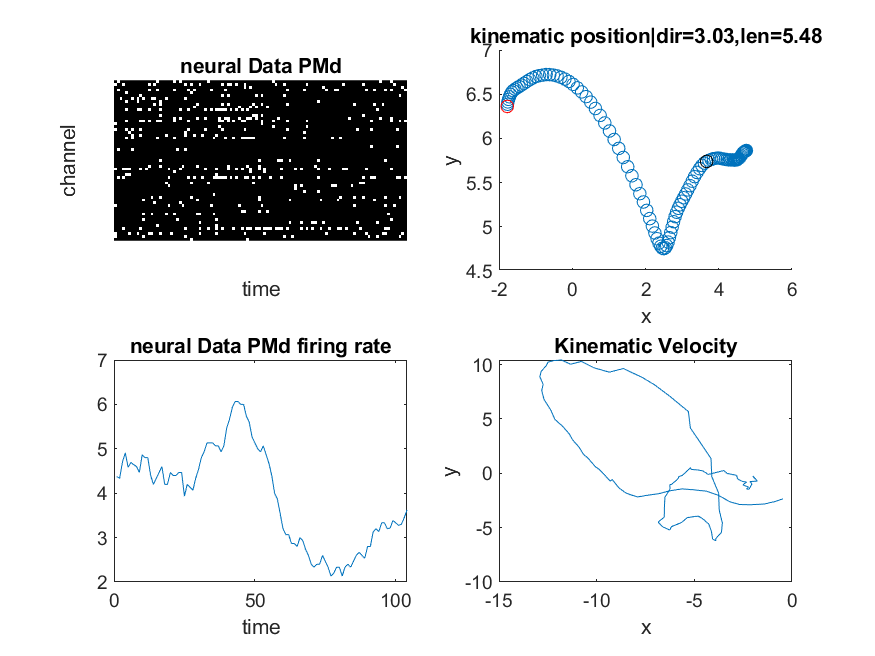 neural Data PMd
channel
time
kinematic position|dir=3.03,len=5.48
7
6.5
6
5.5
5
4.5
y
-2
0
2
4
6
x
neural Data PMd firing rate
7
6
5
4
3
2
0
50
100
time
Kinematic Velocity
10
5
0
-5
-10
y
-15
-10
-5
0
x